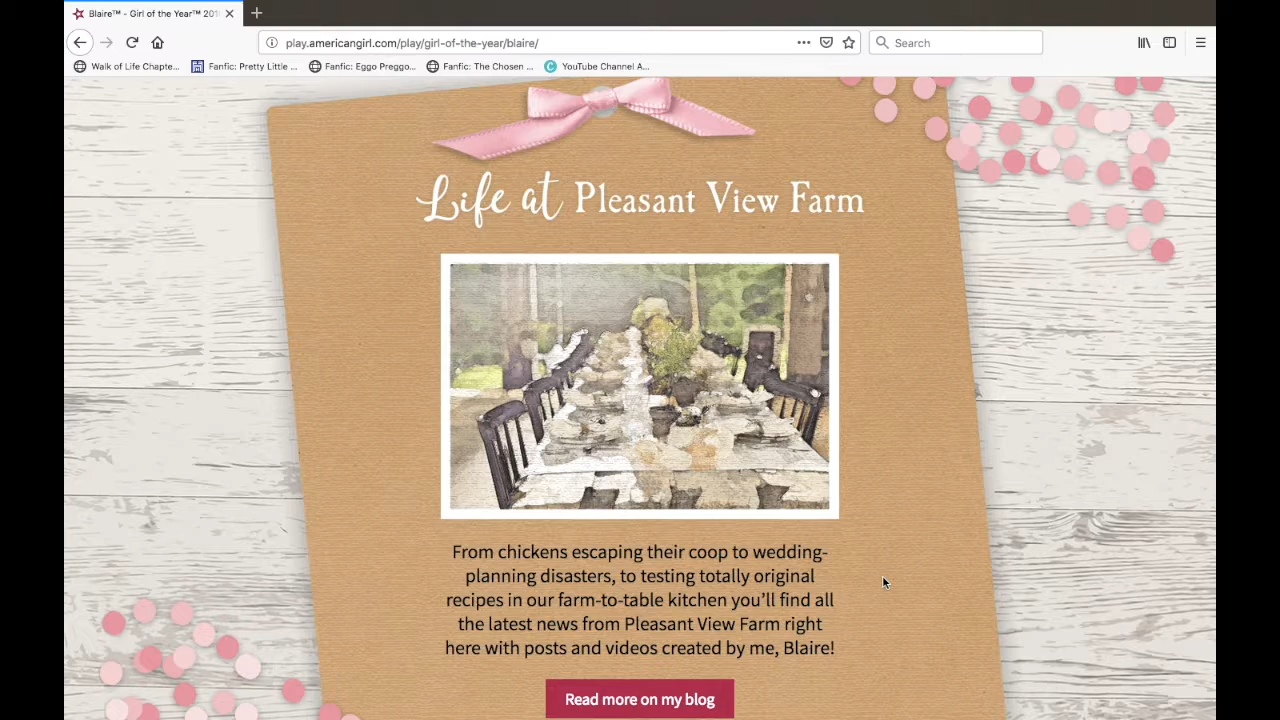 Blaire™ - Girl of the Year™ 201
play.americangirl.com/play/girl-of-the-year/blaire/
Search
Walk of Life Chapte...
Fanfic: Pretty Little ...
Fanfic: Eggo Preggo...
Fanfic: The Chosen ...
YouTube Channel A...
Life at Pleasant View Farm
From chickens escaping their coop to wedding-
planning disasters, to testing totally original
recipes in our farm-to-table kitchen you’ll find all
the latest news from Pleasant View Farm right
here with posts and videos created by me, Blaire!
Read more on my blog